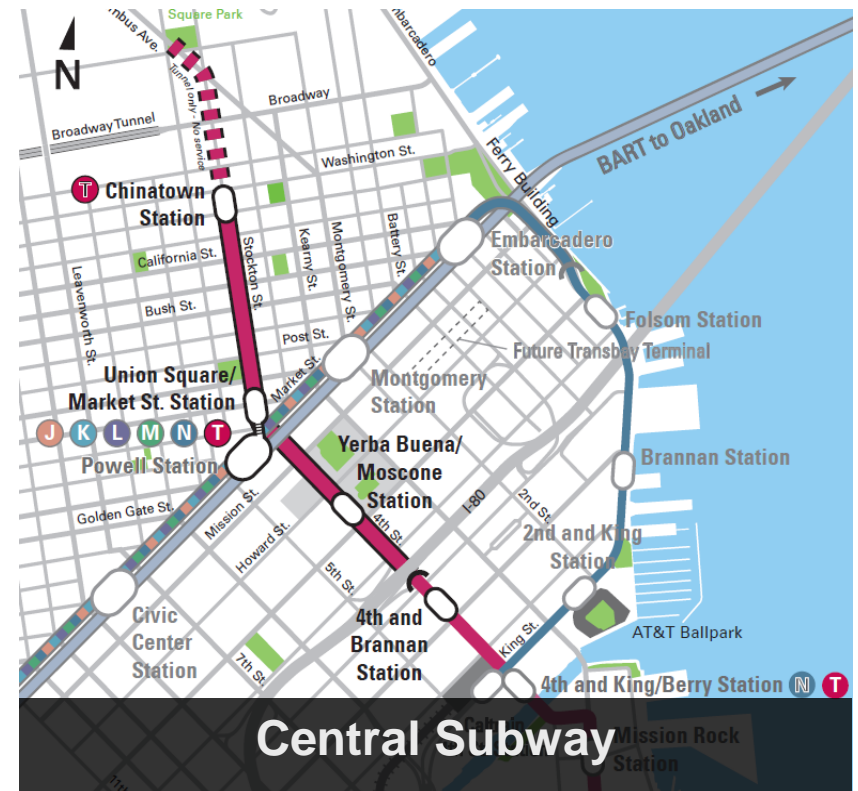 Square Park
mbus Ave.
Embarcadero
N
Tunnel only - No service
Broadway
Broadway Tunnel
BART to Oakland
Washington St.
Ferry Building
T
Chinatown
Station
California St.
Stockton St.
Kearny St.
Montgomery St.
Battery St.
Embarcadero
Station
Leavenworth St.
Bush St.
Folsom Station
Post St.
Market St.
Future Transbay Terminal
Union Square/
Market St. Station
Montgomery
Station
J K L M N T
Powell Station
Yerba Buena/
Moscone
Station
Brannan Station
Golden Gate St.
Mission St.
Howard St.
4th St.
I-80
2nd St.
2nd and King
Station
5th St.
Civic
Center
Station
4th and
Brannan
Station
King St.
AT&T Ballpark
7th St.
4th and King/Berry Station N T
Central Subway
Caltrain
Mission Rock
Station
11th